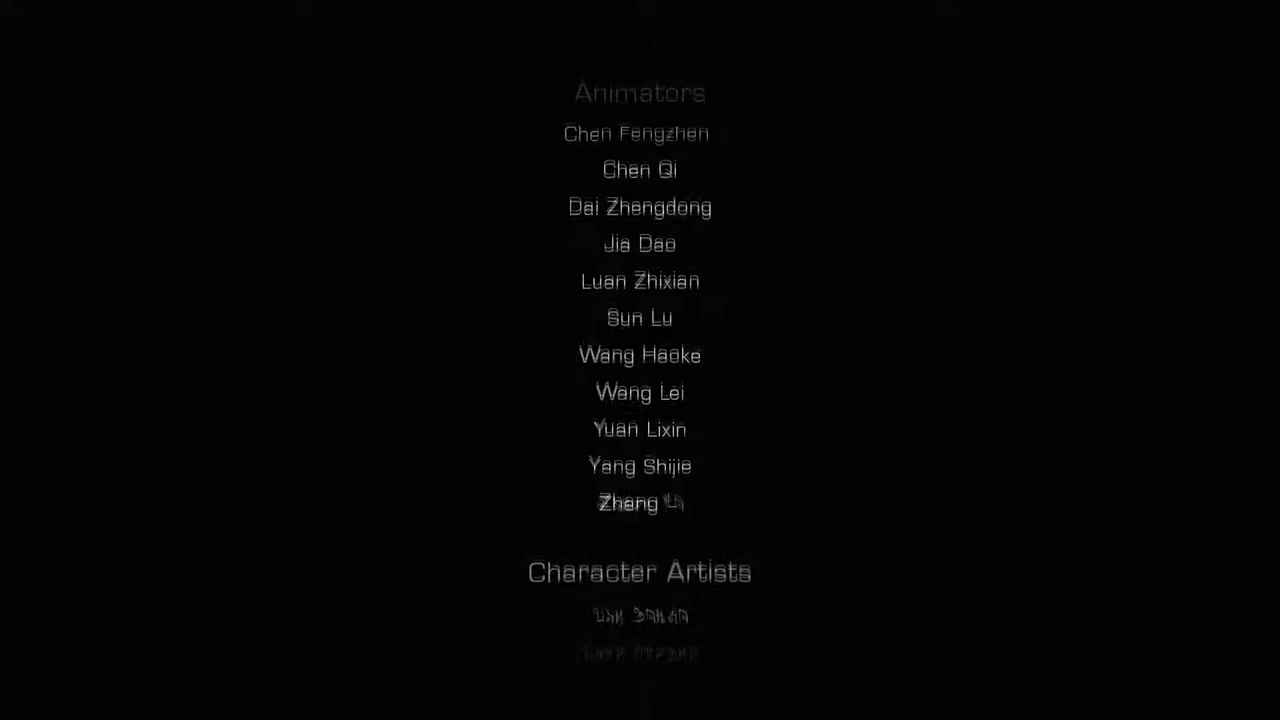 Animators
Chen Fengzhen
Chen Qi
Dai Zhengdong
Jia Dao
Luan Zhixian
Sun Lu
Wang Haoke
Wang Lei
Yuan Lixin
Yang Shijie
Zhang
Character Artists